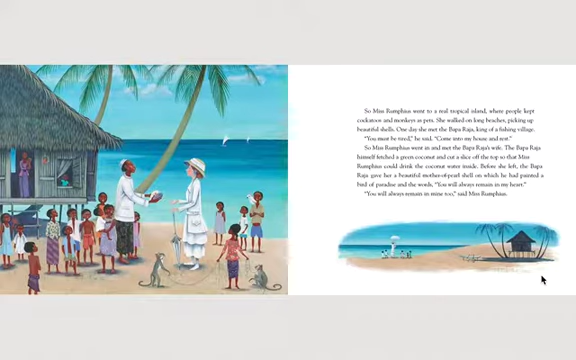 So Miss Rumphius went to a real tropical island, where people kept
cockatoos and monkeys as pets. She walked on long beaches, picking up
beautiful shells. One day she met the Bapa Raja, king of a fishing village.
"You must be tired," he said. "Come into my house and rest."
So Miss Rumphius went in and met the Bapa Raja's wife. The Bapa Raja
himself fetched a green coconut and cut a slice off the top so that Miss
Rumphius could drink the coconut water inside. Before she left, the Bapa
Raja gave her a beautiful mother-of-pearl shell on which he had painted a
bird of paradise and the words, "You will always remain in my heart."
"You will always remain in mine too," said Miss Rumphius.